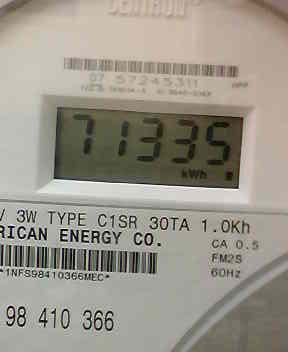 CENTRON
07 57245311
71335
kWh
V 3W TYPE C1SR 30TA 1.0Kh
RICAN ENERGY CO.
CA 0.5
FM2S
60Hz
*1NFS98410366MEC*
98 410 366